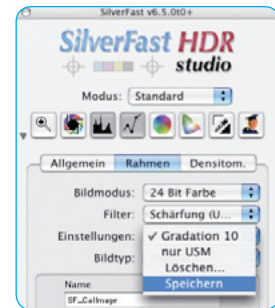 SilverFast v6.5.0t0+
SilverFast HDR
studio
Modus: Standard
Allgemein Rahmen Densitom.
Bildmodus: 24 Bit Farbe
Filter: Schärfung (U...
Einstellungen: ✓ Gradation 10
nur USM
Bildtyp: Löschen...
Speichern
Name
SF_CalImage